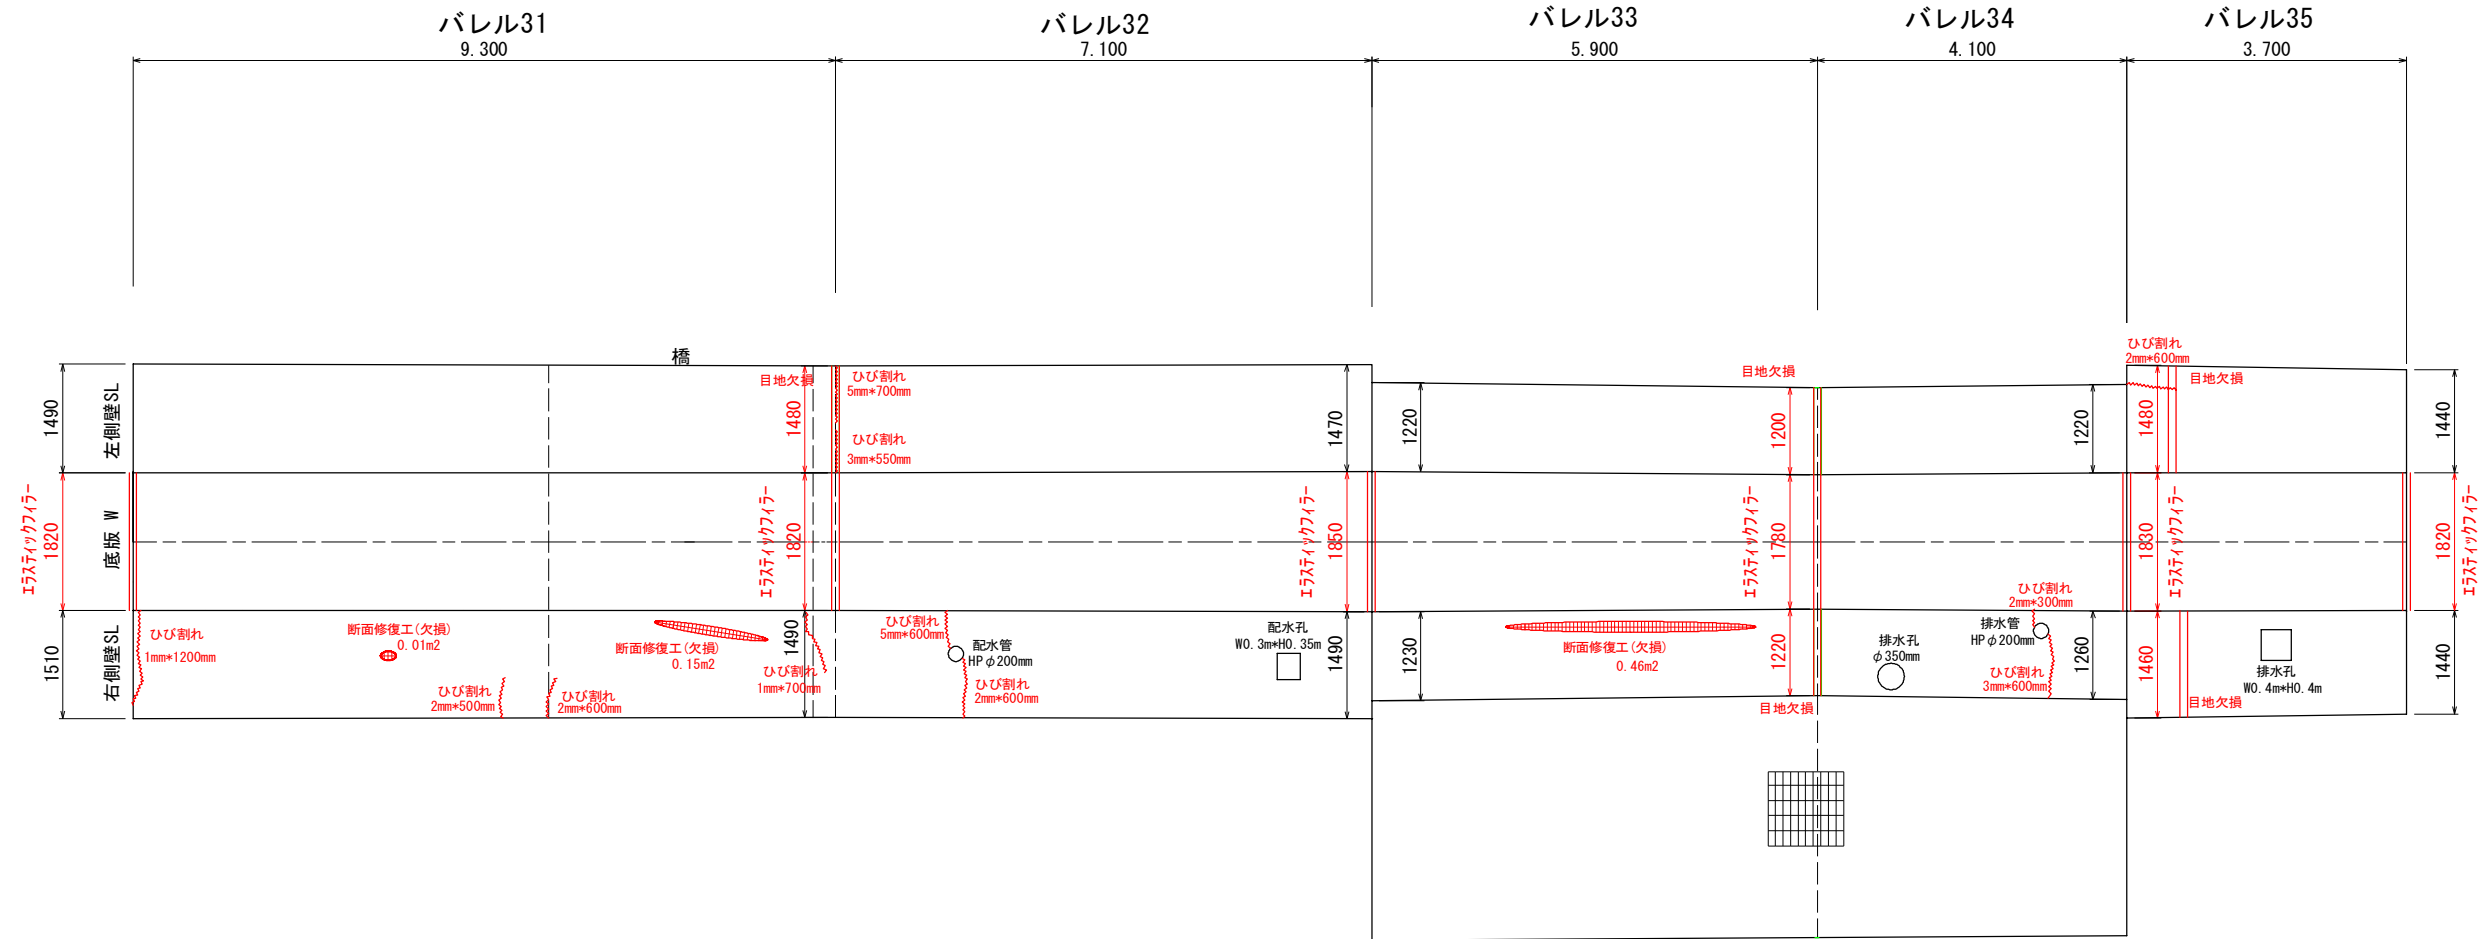 バレル31
バレル32
バレル33
バレル34
バレル35
9.300
7.100
5.900
4.100
3.700
橋
ひび割れ
2mm*600mm
目地欠損
ひび割れ
5mm*700mm
目地欠損
目地欠損
1490
左側壁SL
1480
ひび割れ
3mm*550mm
1470
1220
1200
1220
1480
1440
エラスティックフィラー
1820
底版 W
エラスティックフィラー
1820
エラスティックフィラー
1850
エラスティックフィラー
1780
1830
エラスティックフィラー
1820
エラスティックフィラー
1510
右側壁SL
ひび割れ
1mm*1200mm
断面修復工(欠損)
0.01m2
ひび割れ
2mm*500mm
ひび割れ
2mm*600mm
断面修復工(欠損)
0.15m2
1490
ひび割れ
1mm*700mm
ひび割れ
5mm*600mm
配水管
HPφ200mm
ひび割れ
2mm*600mm
配水孔
W0.3m*H0.35m
1490
1230
断面修復工(欠損)
0.46m2
1220
目地欠損
排水孔
φ350mm
ひび割れ
2mm*300mm
排水管
HPφ200mm
ひび割れ
3mm*600mm
1260
1460
目地欠損
排水孔
W0.4m*H0.4m
1440